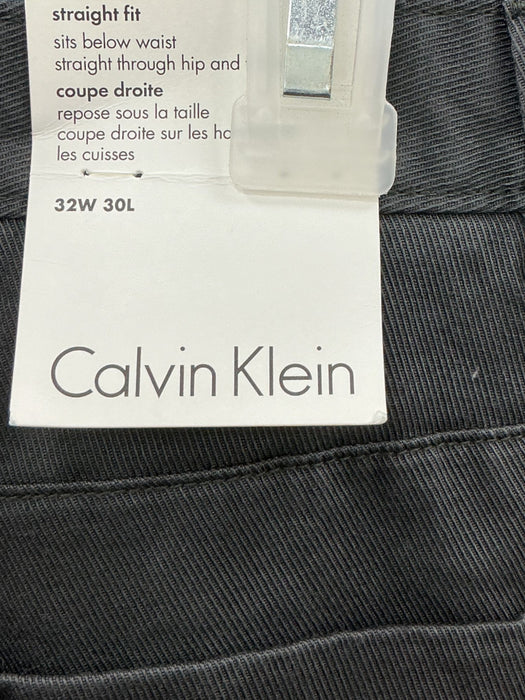 straight fit
sits below waist
straight through hip and
coupe droite
repose sous la taille
coupe droite sur les
les cuisses
32W 30L
Calvin Klein